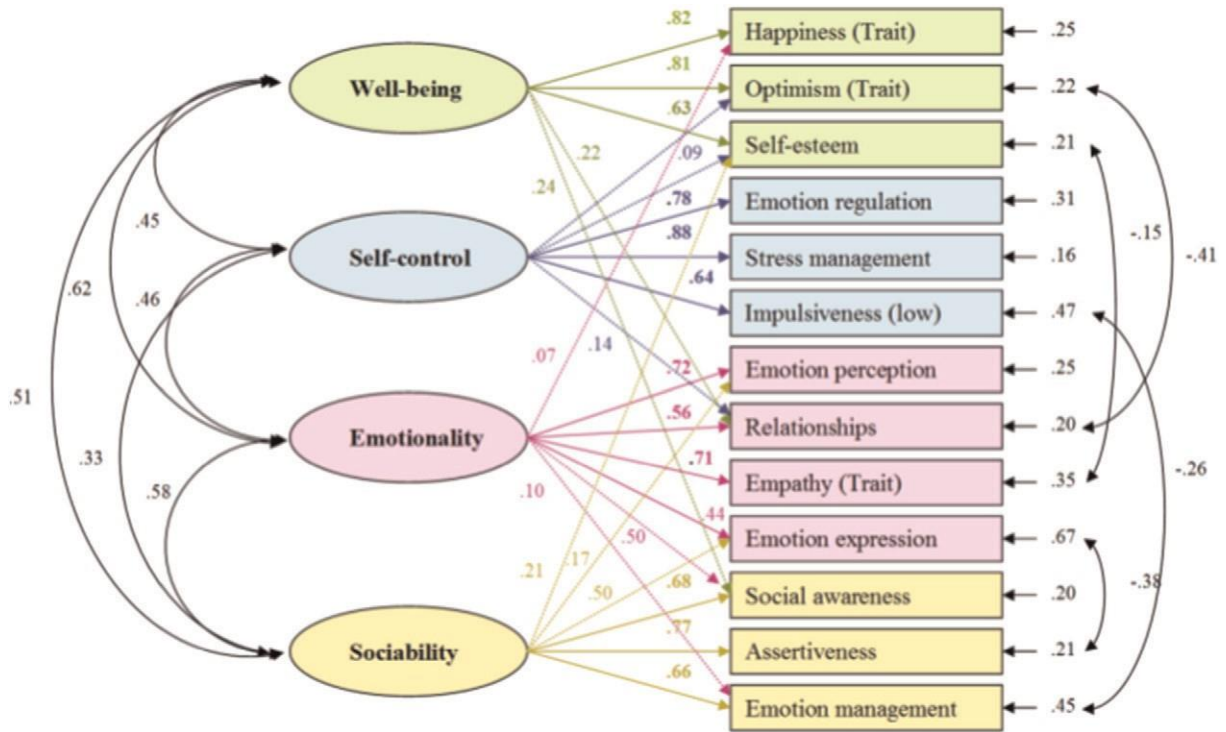 .82
Happiness (Trait)
.25
.81
Well-being
Optimism (Trait)
.22
.63
Self-esteem
.21
.22
.09
.24
.78
Emotion regulation
.31
.45
-.15
.88
Self-control
Stress management
.16
-.41
.62
.46
.64
Impulsiveness (low)
.47
.14
.07
.72
Emotion perception
.25
.51
.56
Emotionality
Relationships
.20
.33
.71
-.26
.58
.10
Empathy (Trait)
.35
.44
.50
Emotion expression
.67
.21
.17
.50
.68
-.38
Social awareness
.20
.77
Sociability
Assertiveness
.21
.66
Emotion management
.45